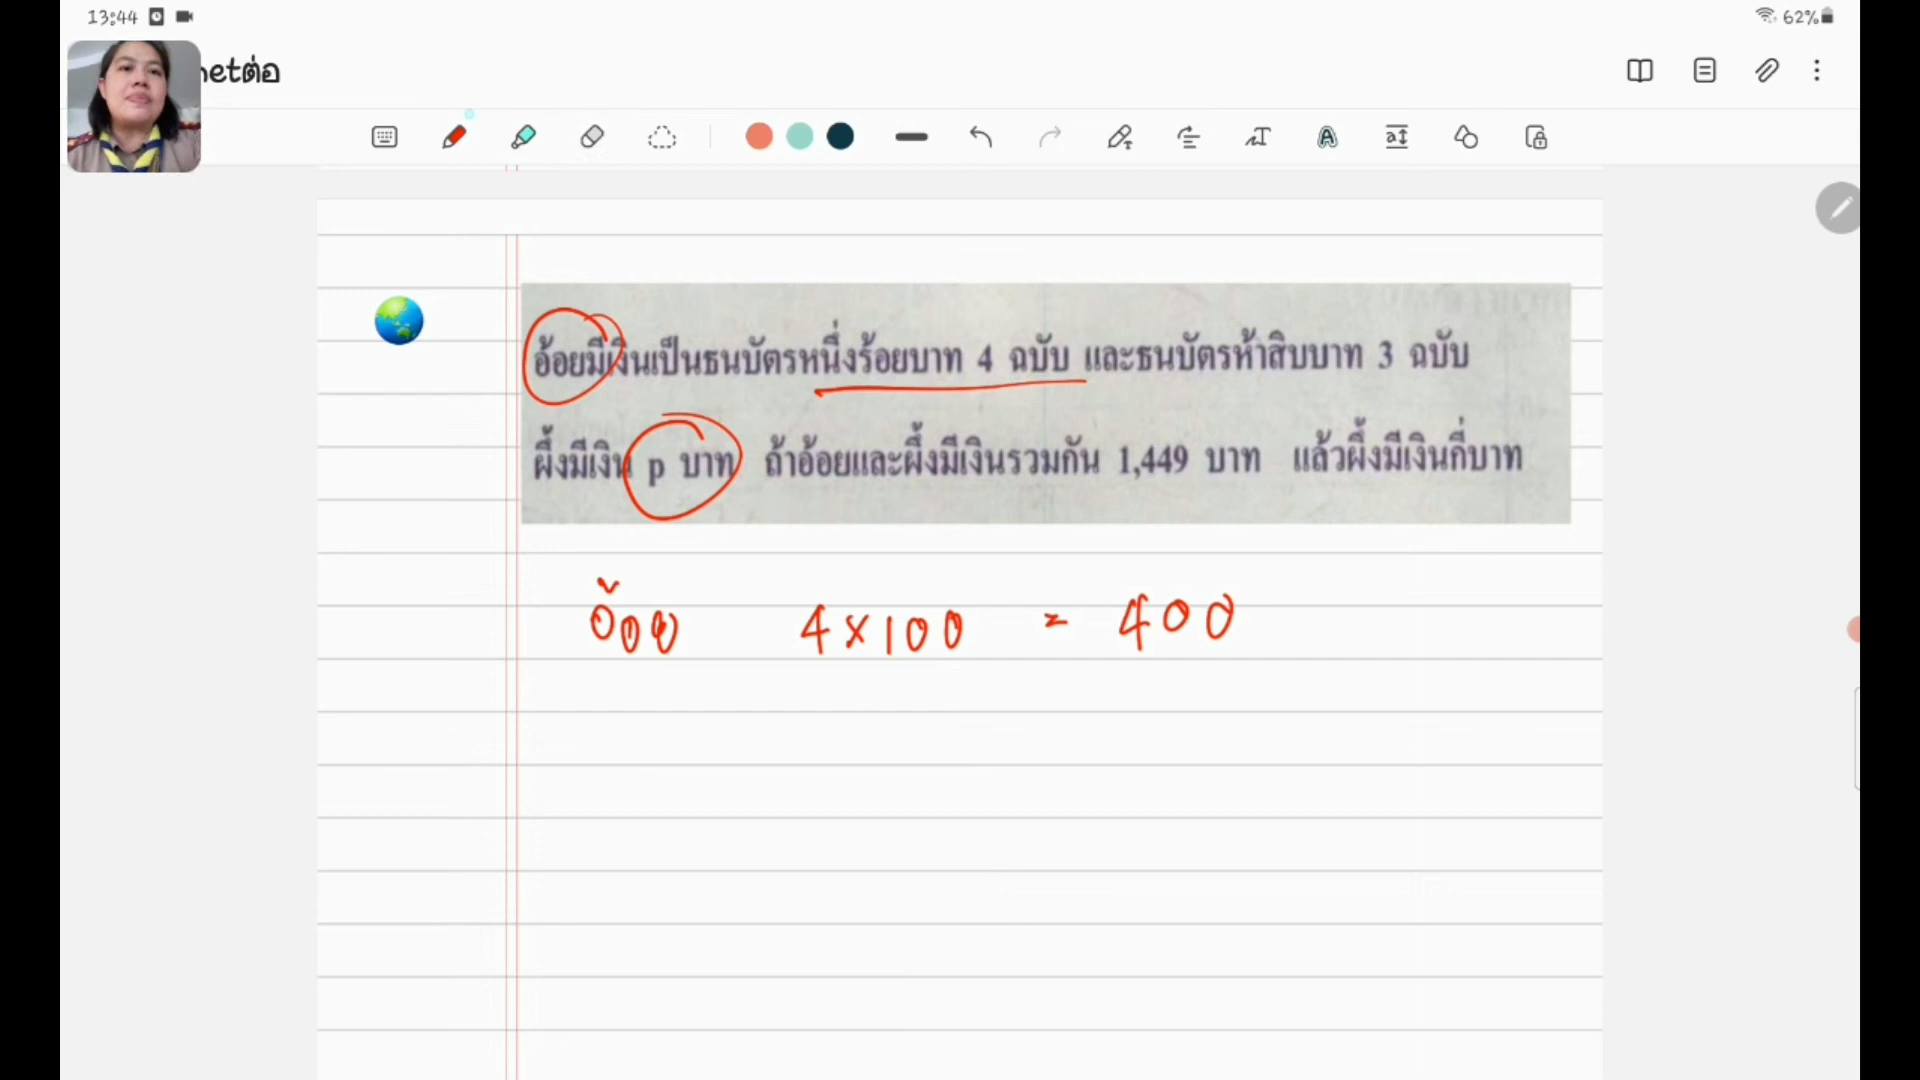 13:44
62%
netต่อ
อ้อยมีเงินเป็นธนบัตรหนึ่งร้อยบาท 4 ฉบับ และธนบัตรห้าสิบบาท 3 ฉบับ
ผึ้งมีเงิน p บาท ถ้าอ้อยและผึ้งมีเงินรวมกัน 1,449 บาท แล้วผึ้งมีเงินกี่บาท
อ้อย 4 × 100 = 400